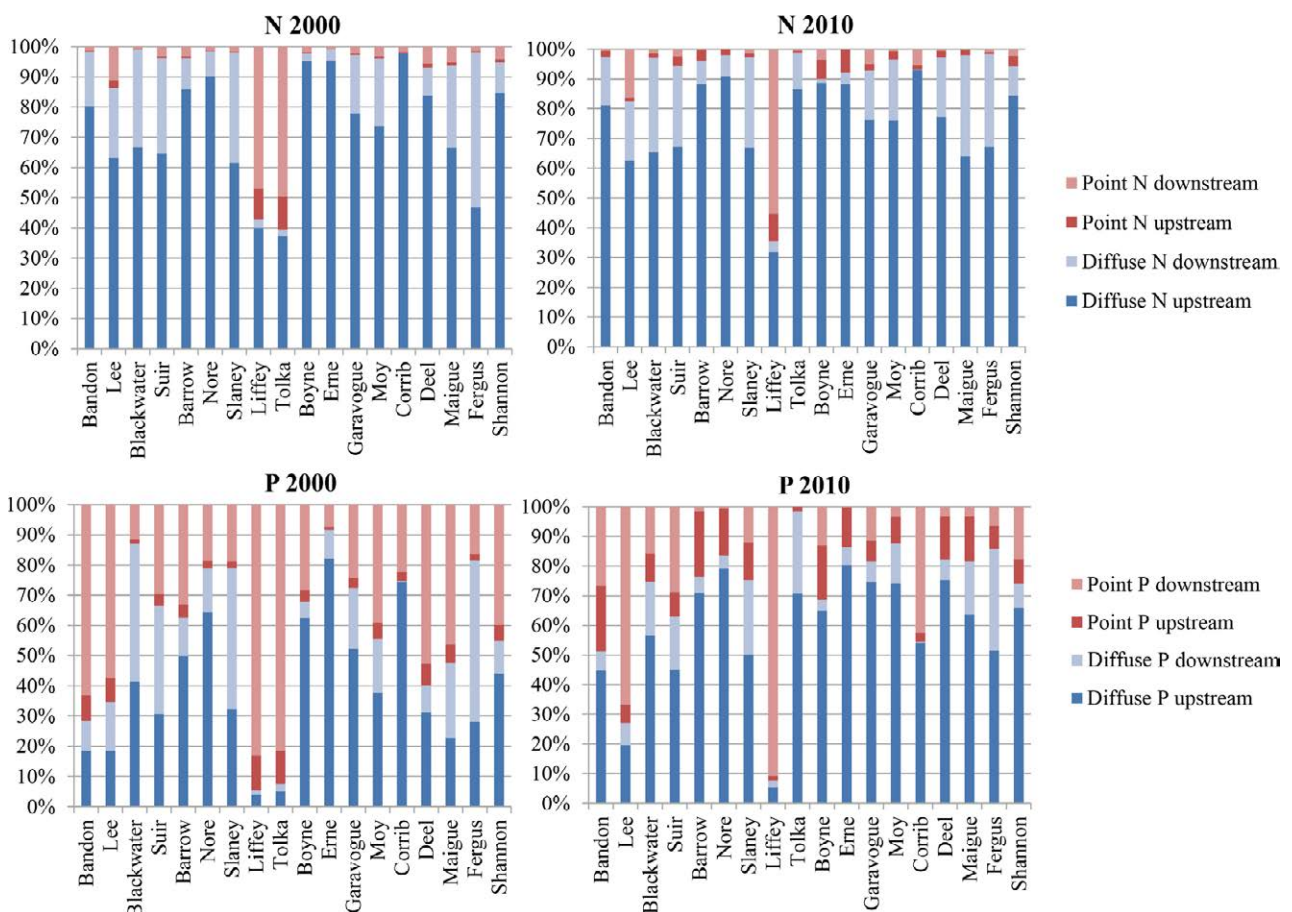 N 2000
100%
90%
80%
70%
60%
50%
40%
30%
20%
10%
0%
Bandon
Lee
Blackwater
Suir
Barrow
Nore
Slaney
Liffey
Tolka
Boyne
Erne
Garavogue
Moy
Corrib
Deel
Maigue
Fergus
Shannon
N 2010
100%
90%
80%
70%
60%
50%
40%
30%
20%
10%
0%
Bandon
Lee
Blackwater
Suir
Barrow
Nore
Slaney
Liffey
Tolka
Boyne
Erne
Garavogue
Moy
Corrib
Deel
Maigue
Fergus
Shannon
Point N downstream
Point N upstream
Diffuse N downstream
Diffuse N upstream
P 2000
100%
90%
80%
70%
60%
50%
40%
30%
20%
10%
0%
Bandon
Lee
Blackwater
Suir
Barrow
Nore
Slaney
Liffey
Tolka
Boyne
Erne
Garavogue
Moy
Corrib
Deel
Maigue
Fergus
Shannon
P 2010
100%
90%
80%
70%
60%
50%
40%
30%
20%
10%
0%
Bandon
Lee
Blackwater
Suir
Barrow
Nore
Slaney
Liffey
Tolka
Boyne
Erne
Garavogue
Moy
Corrib
Deel
Maigue
Fergus
Shannon
Point P downstream
Point P upstream
Diffuse P downstream
Diffuse P upstream